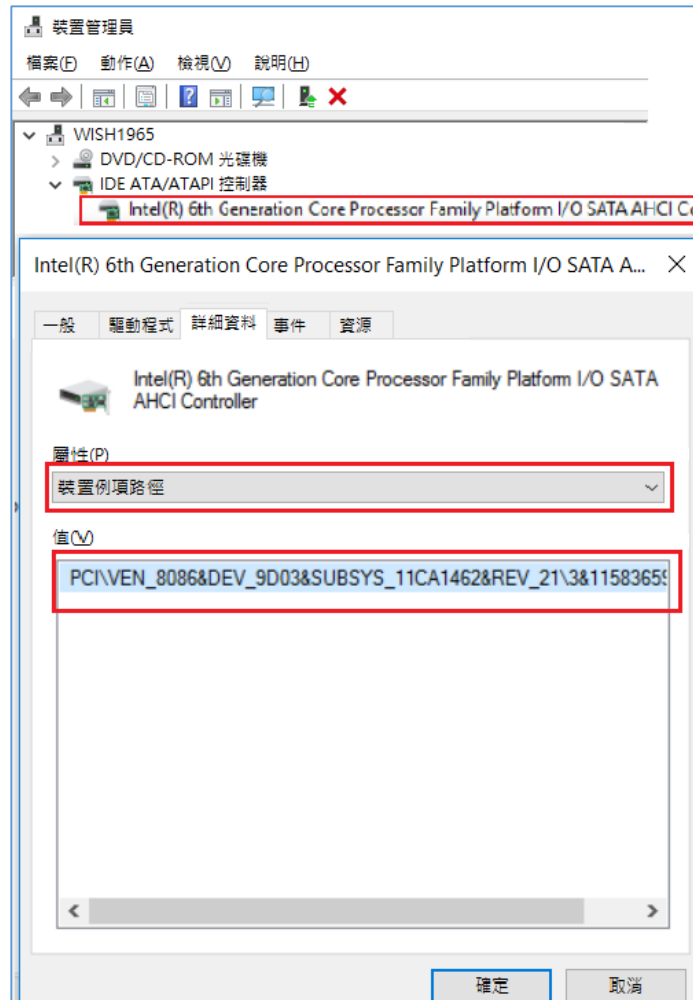 裝置管理員
檔案(F) 動作(A) 檢視(V) 說明(H)
WISH1965
DVD/CD-ROM 光碟機
IDE ATA/ATAPI 控制器
Intel(R) 6th Generation Core Processor Family Platform I/O SATA AHCI Co
Intel(R) 6th Generation Core Processor Family Platform I/O SATA A...
一般 驅動程式 詳細資料 事件 資源
Intel(R) 6th Generation Core Processor Family Platform I/O SATA
AHCI Controller
屬性(P)
裝置例項路徑
值(V)
PCI\VEN_8086&DEV_9D03&SUBSYS_11CA1462&REV_21\3&11583659
確定 取消